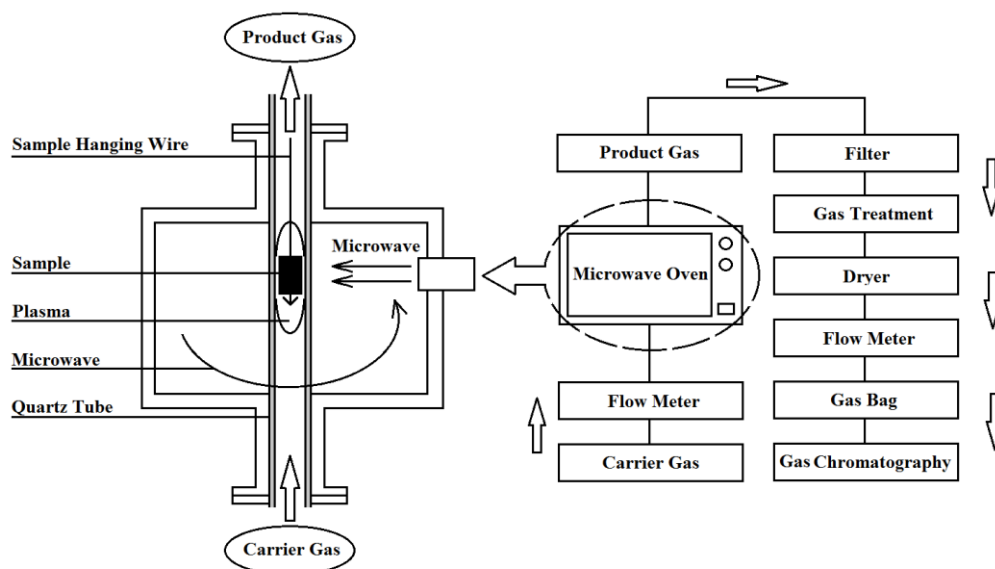 Product Gas
Sample Hanging Wire
Sample
Plasma
Microwave
Quartz Tube
Microwave
Carrier Gas
Product Gas
Microwave Oven
Flow Meter
Carrier Gas
Filter
Gas Treatment
Dryer
Flow Meter
Gas Bag
Gas Chromatography